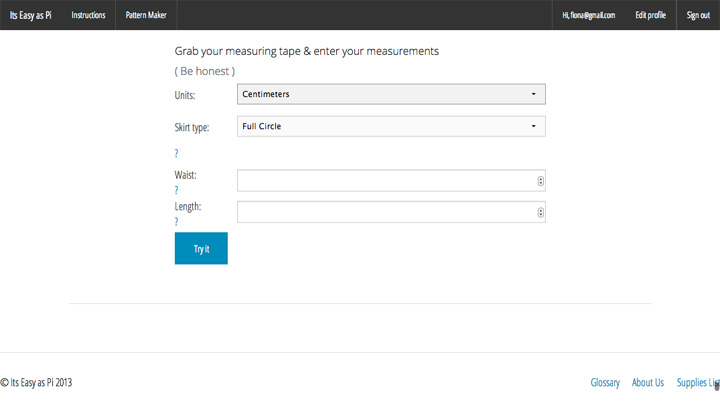 Its Easy as Pi Instructions Pattern Maker Hi, fiona@gmail.com Edit profile Sign out
Grab your measuring tape & enter your measurements
( Be honest )
Units: Centimeters
Skirt type: Full Circle
?
Waist:
?
Length:
?
Try it
© Its Easy as Pi 2013 Glossary About Us Supplies List